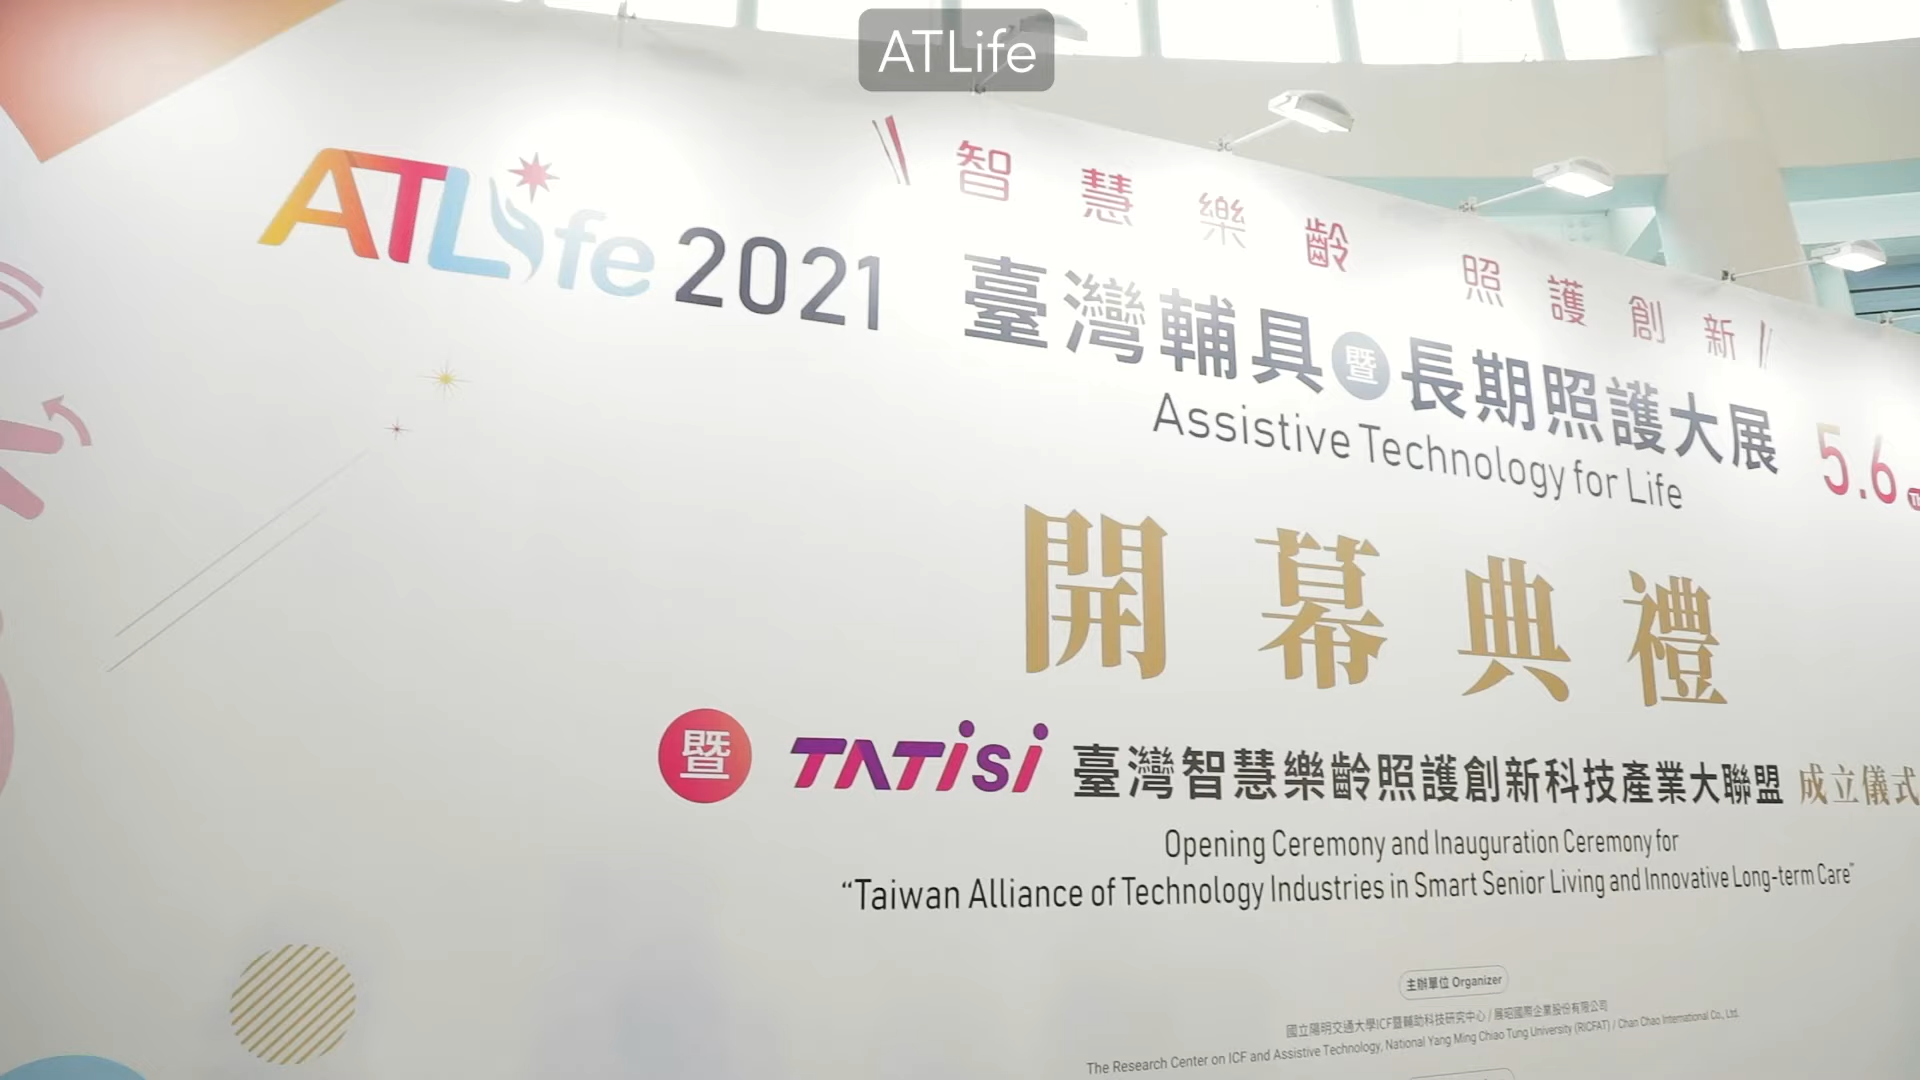 ATLife
智慧樂齡 照護創新
ATLife 2021 臺灣輔具暨長期照護大展 5.6
Assistive Technology for Life
開幕典禮
暨 TATiSi 臺灣智慧樂齡照護創新科技產業大聯盟 成立儀式
Opening Ceremony and Inauguration Ceremony for
“Taiwan Alliance of Technology Industries in Smart Senior Living and Innovative Long-term Care”
主辦單位 Organizer
國立陽明交通大學ICF暨輔助科技研究中心 / 展昭國際企業股份有限公司
The Research Center on ICF and Assistive Technology, National Yang Ming Chiao Tung University (RICFAT) / Chan Chao International Co., Ltd.